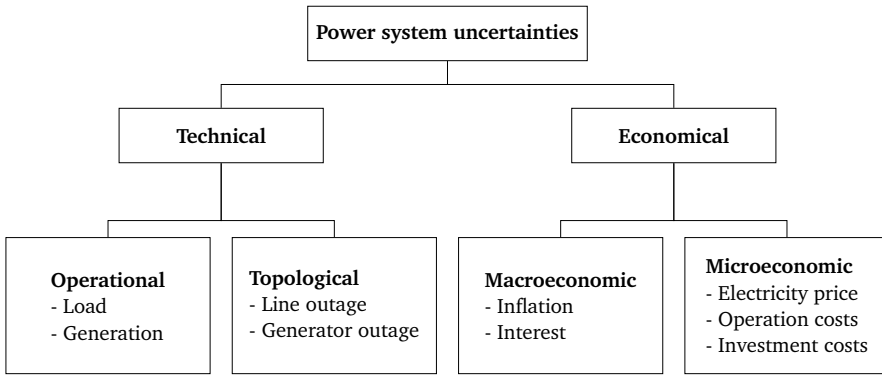 Power system uncertainties
Technical
Economical
Operational
- Load
- Generation
Topological
- Line outage
- Generator outage
Macroeconomic
- Inflation
- Interest
Microeconomic
- Electricity price
- Operation costs
- Investment costs